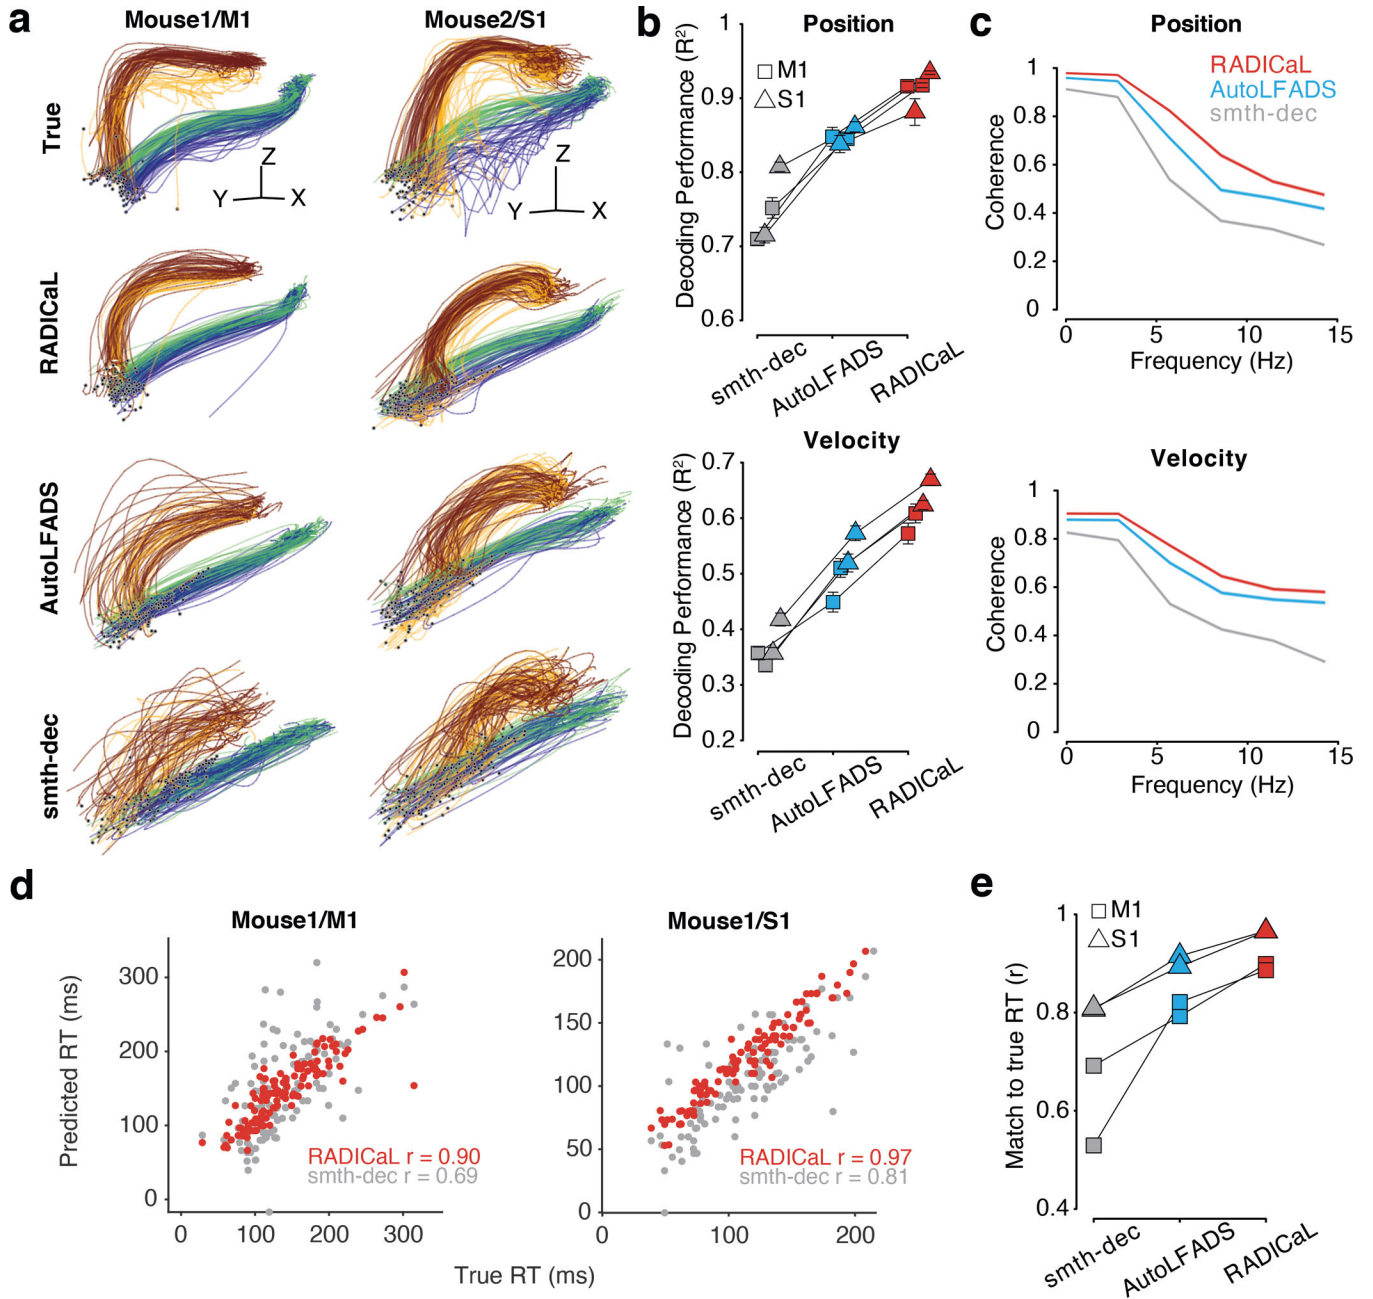 a
Mouse1/M1
Mouse2/S1
True
Z
Y
X
Z
Y
X
RADICaL
AutoLFADS
smth-dec
b
Position
Decoding Performance (R²)
1
0.9
0.8
0.7
0.6
M1
S1
smth-dec
AutoLFADS
RADICaL
Velocity
Decoding Performance (R²)
0.7
0.6
0.5
0.4
0.3
0.2
smth-dec
AutoLFADS
RADICaL
c
Position
RADICaL
AutoLFADS
smth-dec
Coherence
1
0.8
0.6
0.4
0.2
0
0
5
10
15
Frequency (Hz)
Velocity
Coherence
1
0.8
0.6
0.4
0.2
0
0
5
10
15
Frequency (Hz)
d
Mouse1/M1
Predicted RT (ms)
300
200
100
0
RADICaL r = 0.90
smth-dec r = 0.69
0
100
200
300
Mouse1/S1
200
150
100
50
0
RADICaL r = 0.97
smth-dec r = 0.81
0
100
200
True RT (ms)
e
Match to true RT (r)
1
0.8
0.6
0.4
M1
S1
smth-dec
AutoLFADS
RADICaL